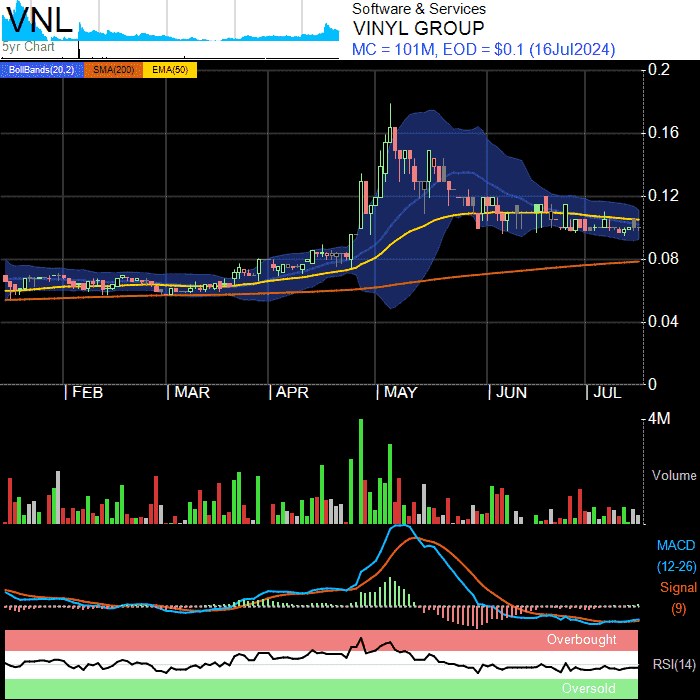 VNL
5yr Chart
Software & Services
VINYL GROUP
MC = 101M, EOD = $0.1 (16Jul2024)
BollBands(20,2) SMA(200) EMA(50)
0.2
0.16
0.12
0.08
0.04
0
FEB MAR APR MAY JUN JUL
4M
Volume
MACD
(12-26)
Signal
(9)
Overbought
RSI(14)
Oversold